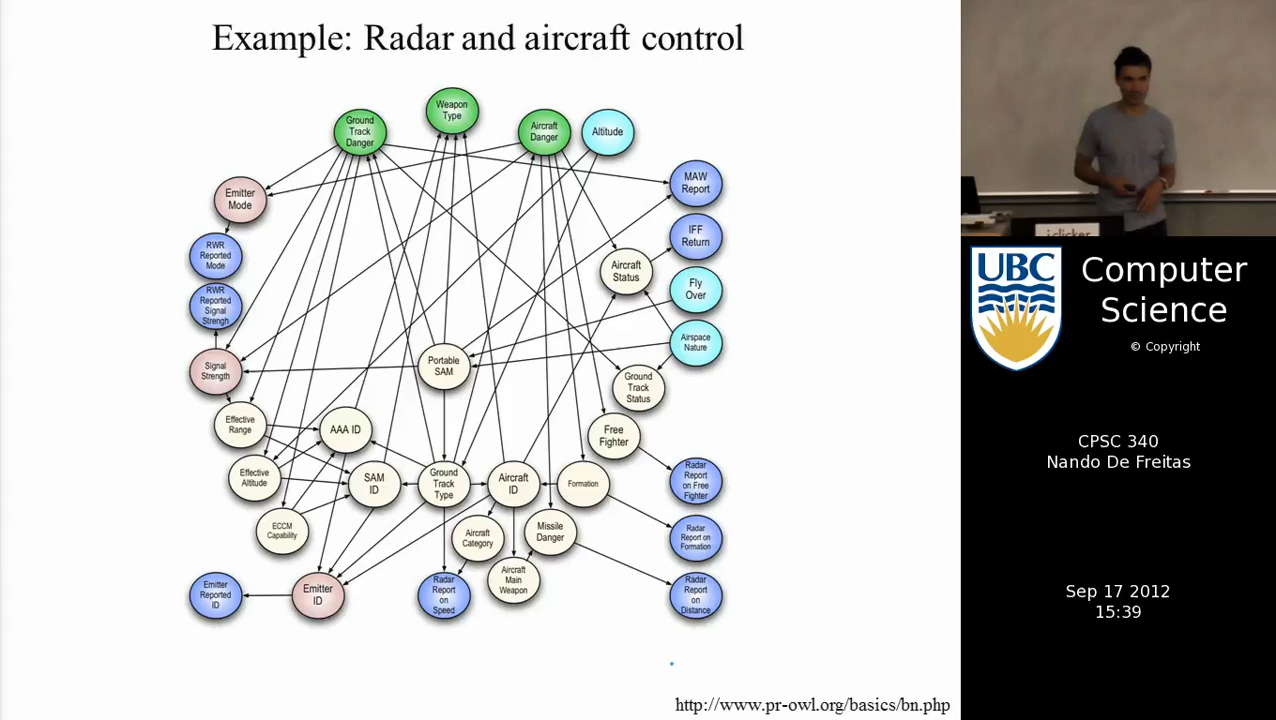 Example: Radar and aircraft control
Ground
Track
Danger
Weapon
Type
Aircraft
Danger
Altitude
MAW
Report
Emitter
Mode
IFF
Return
RWR
Reported
Mode
Aircraft
Status
Fly
Over
RWR
Reported
Signal
Strengh
Airspace
Nature
Portable
SAM
Signal
Strength
Ground
Track
Status
Effective
Range
AAA ID
Free
Fighter
Effective
Altitude
SAM
ID
Ground
Track
Type
Aircraft
ID
Formation
Radar
Report
on Free
Fighter
ECCM
Capability
Aircraft
Category
Missile
Danger
Radar
Report on
Formation
Aircraft
Main
Weapon
Emitter
Reported
ID
Emitter
ID
Radar
Report
on
Speed
Radar
Report
on
Distance
http://www.pr-owl.org/basics/bn.php
i.clicker
UBC
Computer
Science
© Copyright
CPSC 340
Nando De Freitas
Sep 17 2012
15:39